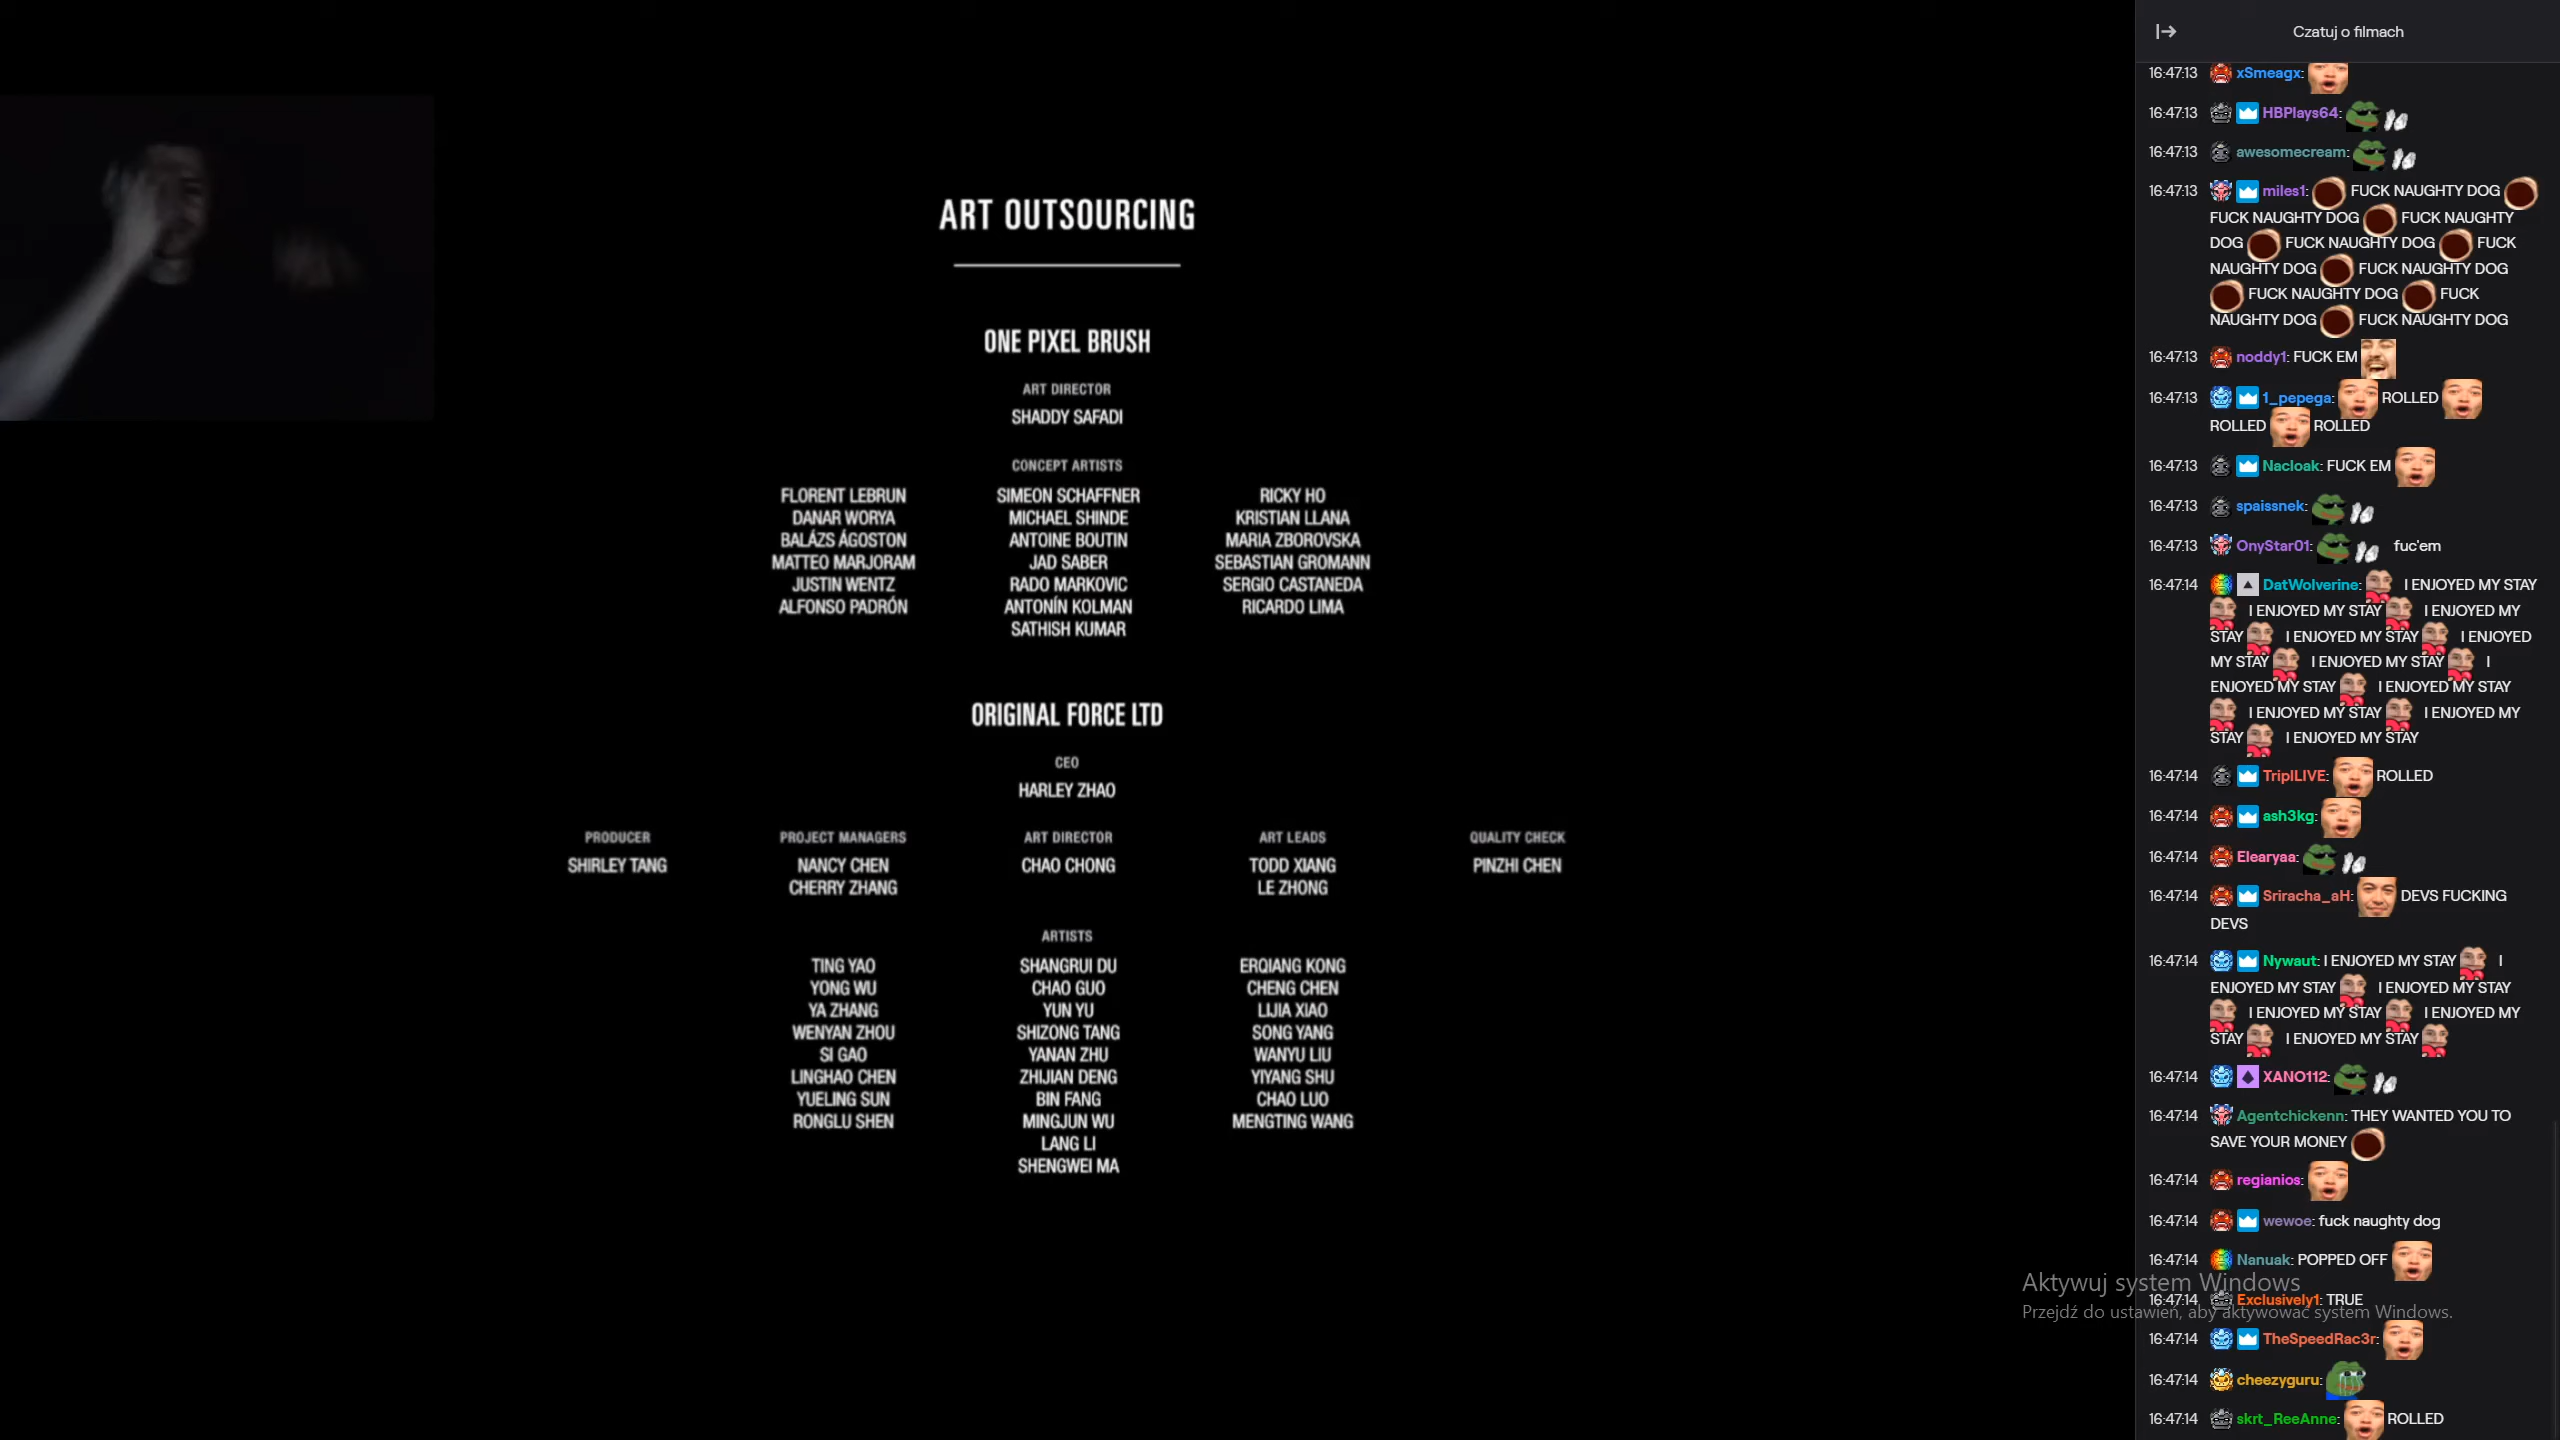 ART OUTSOURCING
ONE PIXEL BRUSH
ART DIRECTOR
SHADDY SAFADI
CONCEPT ARTISTS
FLORENT LEBRUN SIMEON SCHAFFNER RICKY HO
DANAR WORYA MICHAEL SHINDE KRISTIAN LLANA
BALÁZS ÁGOSTON ANTOINE BOUTIN MARIA ZBOROVSKA
MATTEO MARJORAM JAD SABER SEBASTIAN GROMANN
JUSTIN WENTZ RADO MARKOVIC SERGIO CASTANEDA
ALFONSO PADRÓN ANTONÍN KOLMAN RICARDO LIMA
SATHISH KUMAR
ORIGINAL FORCE LTD
CEO
HARLEY ZHAO
PRODUCER PROJECT MANAGERS ART DIRECTOR ART LEADS QUALITY CHECK
SHIRLEY TANG NANCY CHEN CHAO CHONG TODD XIANG PINZHI CHEN
CHERRY ZHANG LE ZHONG
ARTISTS
TING YAO SHANGRUI DU ERQIANG KONG
YONG WU CHAO GUO CHENG CHEN
YA ZHANG YUN YU LIJIA XIAO
WENYAN ZHOU SHIZONG TANG SONG YANG
SI GAO YANAN ZHU WANYU LIU
LINGHAO CHEN ZHIJIAN DENG YIYANG SHU
YUELING SUN BIN FANG CHAO LUO
RONGLU SHEN MINGJUN WU MENGTING WANG
LANG LI
SHENGWEI MA
Czatuj o filmach
16:47:13 xSmeagx:
16:47:13 HBPlays64:
16:47:13 awesomecream:
16:47:13 miles1: FUCK NAUGHTY DOG
FUCK NAUGHTY DOG FUCK NAUGHTY
DOG FUCK NAUGHTY DOG FUCK
NAUGHTY DOG FUCK NAUGHTY DOG
FUCK NAUGHTY DOG FUCK
NAUGHTY DOG FUCK NAUGHTY DOG
16:47:13 noddy1: FUCK EM
16:47:13 1_pepega: ROLLED
ROLLED ROLLED
16:47:13 Nacloak: FUCK EM
16:47:13 spaissnek:
16:47:13 OnyStar01: fuc'em
16:47:14 DatWolverine: I ENJOYED MY STAY
I ENJOYED MY STAY I ENJOYED MY
STAY I ENJOYED MY STAY I ENJOYED
MY STAY I ENJOYED MY STAY I
ENJOYED MY STAY I ENJOYED MY STAY
I ENJOYED MY STAY I ENJOYED MY
STAY I ENJOYED MY STAY
16:47:14 TriplLIVE: ROLLED
16:47:14 ash3kg:
16:47:14 Elearyaa:
16:47:14 Sriracha_aH: DEVS FUCKING
DEVS
16:47:14 Nywaut: I ENJOYED MY STAY I
ENJOYED MY STAY I ENJOYED MY STAY
I ENJOYED MY STAY I ENJOYED MY
STAY I ENJOYED MY STAY
16:47:14 XANO112:
16:47:14 Agentchickenn: THEY WANTED YOU TO
SAVE YOUR MONEY
16:47:14 regianios:
16:47:14 wewoe: fuck naughty dog
16:47:14 Nanuak: POPPED OFF
Aktywuj system Windows
16:47:14 Exclusively1: TRUE
Przejdź do ustawień, aby aktywować system Windows.
16:47:14 TheSpeedRac3r:
16:47:14 cheezyguru:
16:47:14 skrt_ReeAnne: ROLLED